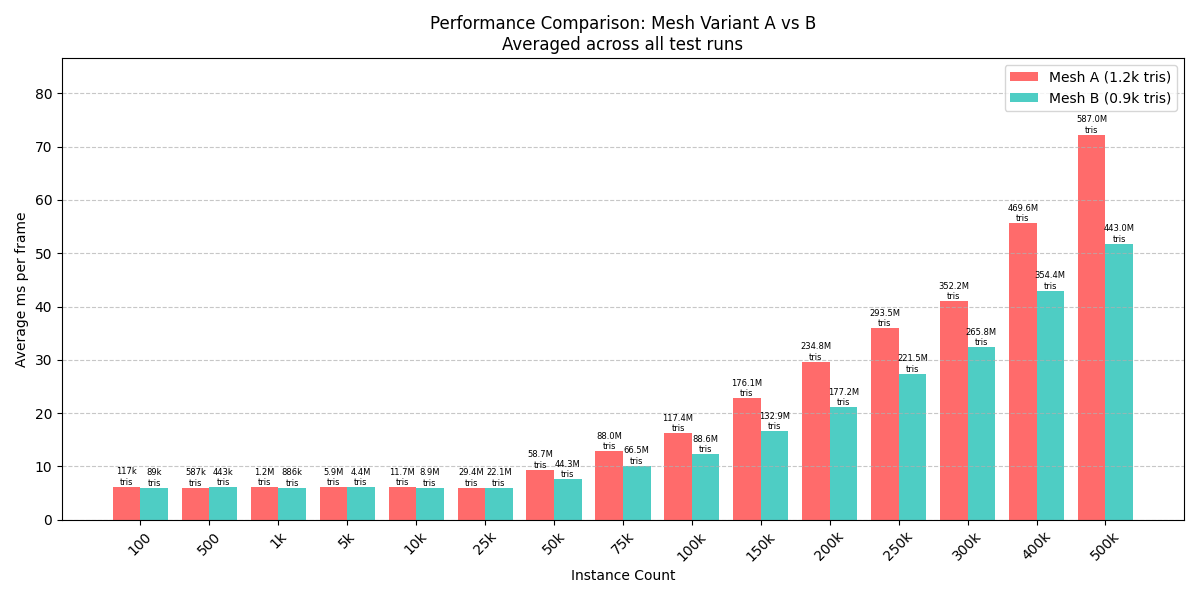 Performance Comparison: Mesh Variant A vs B
Averaged across all test runs
Mesh A (1.2k tris)
Mesh B (0.9k tris)
Average ms per frame
80
70
60
50
40
30
20
10
0
117k
tris
89k
tris
587k
tris
443k
tris
1.2M
tris
886k
tris
5.9M
tris
4.4M
tris
11.7M
tris
8.9M
tris
29.4M
tris
22.1M
tris
58.7M
tris
44.3M
tris
88.0M
tris
66.5M
tris
117.4M
tris
88.6M
tris
176.1M
tris
132.9M
tris
234.8M
tris
177.2M
tris
293.5M
tris
221.5M
tris
352.2M
tris
265.8M
tris
469.6M
tris
354.4M
tris
587.0M
tris
443.0M
tris
100
500
1k
5k
10k
25k
50k
75k
100k
150k
200k
250k
300k
400k
500k
Instance Count